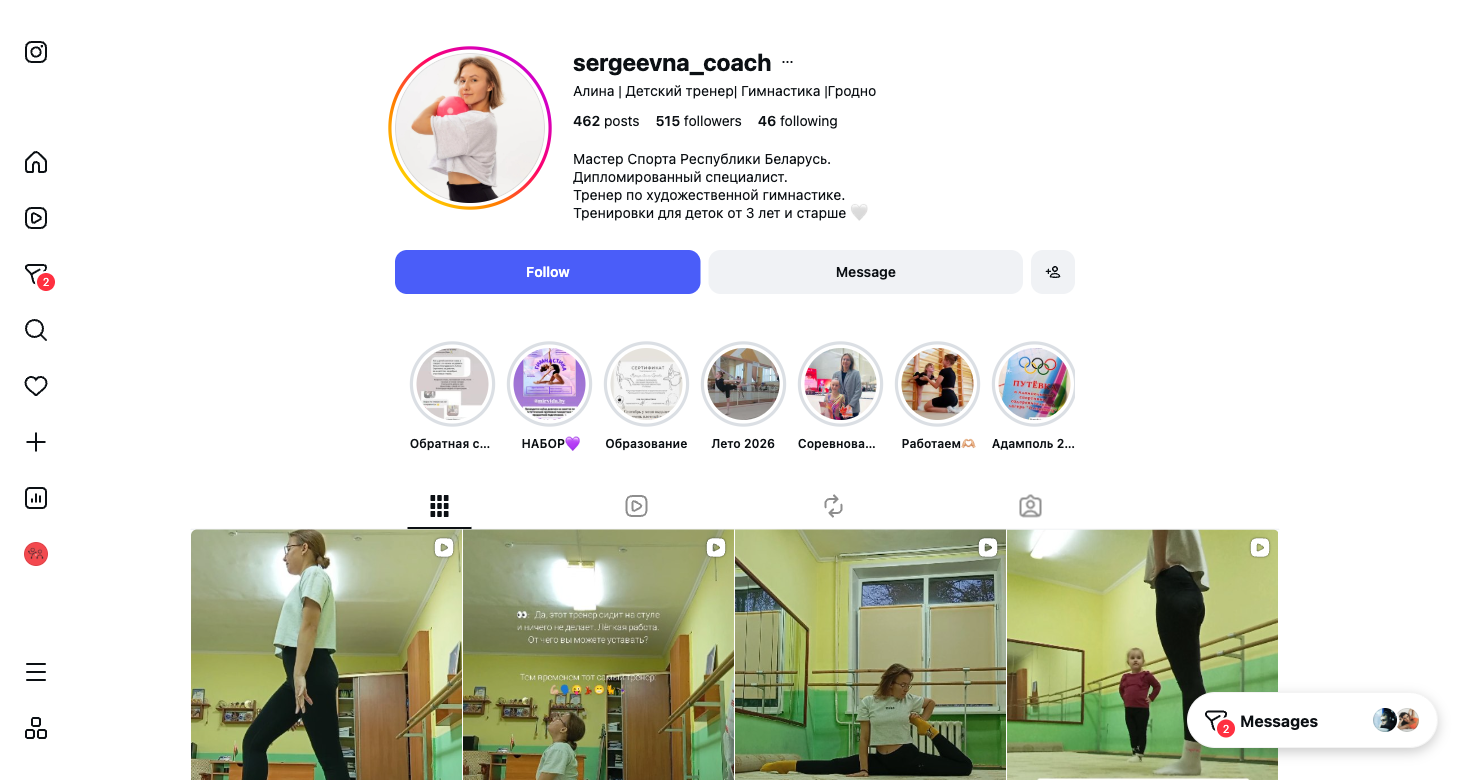 sergeevna_coach ...
Алина | Детский тренер| Гимнастика |Гродно
462 posts 515 followers 46 following
Мастер Спорта Республики Беларусь.
Дипломированный специалист.
Тренер по художественной гимнастике.
Тренировки для деток от 3 лет и старше 🤍
2
Follow
Message
ГИМНАСТИКА
СЕРТИФИКАТ
ПУТЁВКА
Обратная с...
НАБОР💜
Образование
Лето 2026
Соревнова...
Работаем🫶🏼
Адамполь 2...
👀: Да, этот тренер сидит на стуле
и ничего не делает. Лёгкая работа.
От чего вы можете уставать?
Тем временем тот самый тренер:
2
Messages